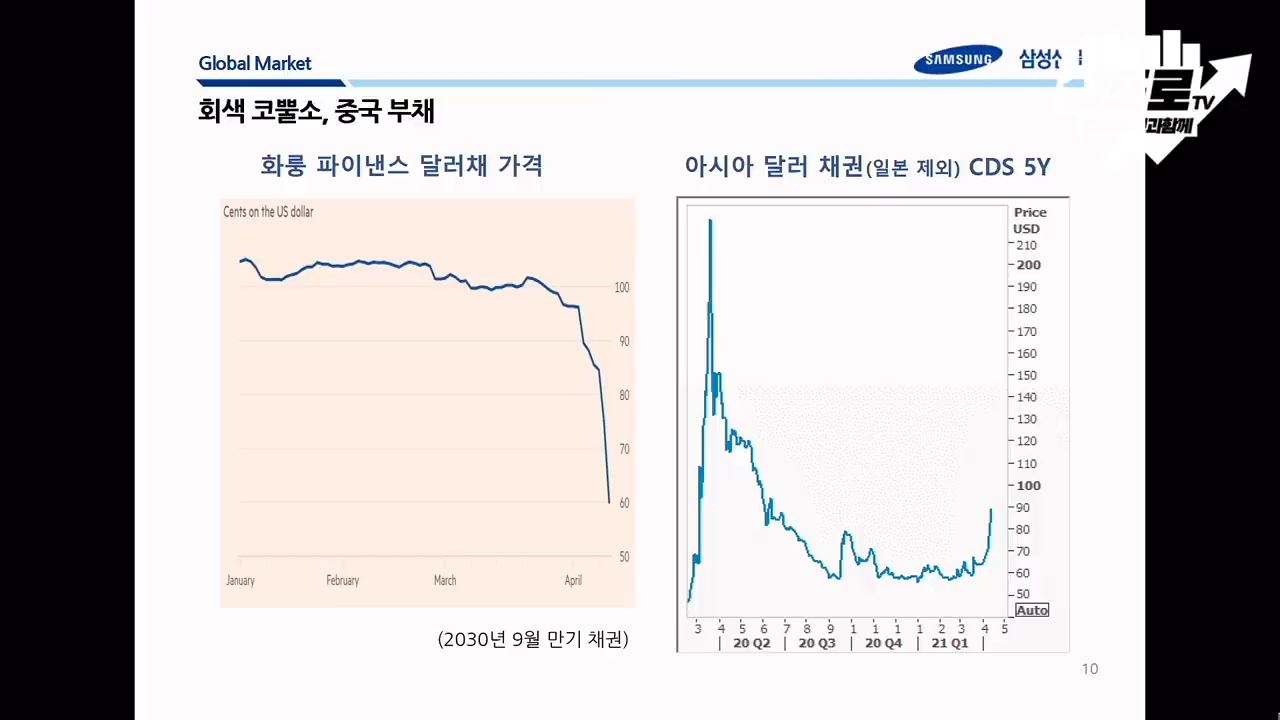 Global Market
SAMSUNG
회색 코뿔소, 중국 부채
TV
과함께
화룽 파이낸스 달러채 가격
Cents on the US dollar
100
90
80
70
60
50
January February March April
(2030년 9월 만기 채권)
아시아 달러 채권(일본 제외) CDS 5Y
Price
USD
210
200
190
180
170
160
150
140
130
120
110
100
90
80
70
60
50
Auto
3 4 5 6 7 8 9 1 1 1 1 2 3 4 5
20 Q2 20 Q3 20 Q4 21 Q1
10